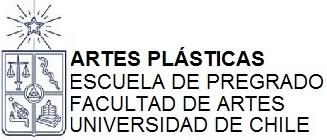 ARTES PLÁSTICAS
ESCUELA DE PREGRADO
FACULTAD DE ARTES
UNIVERSIDAD DE CHILE